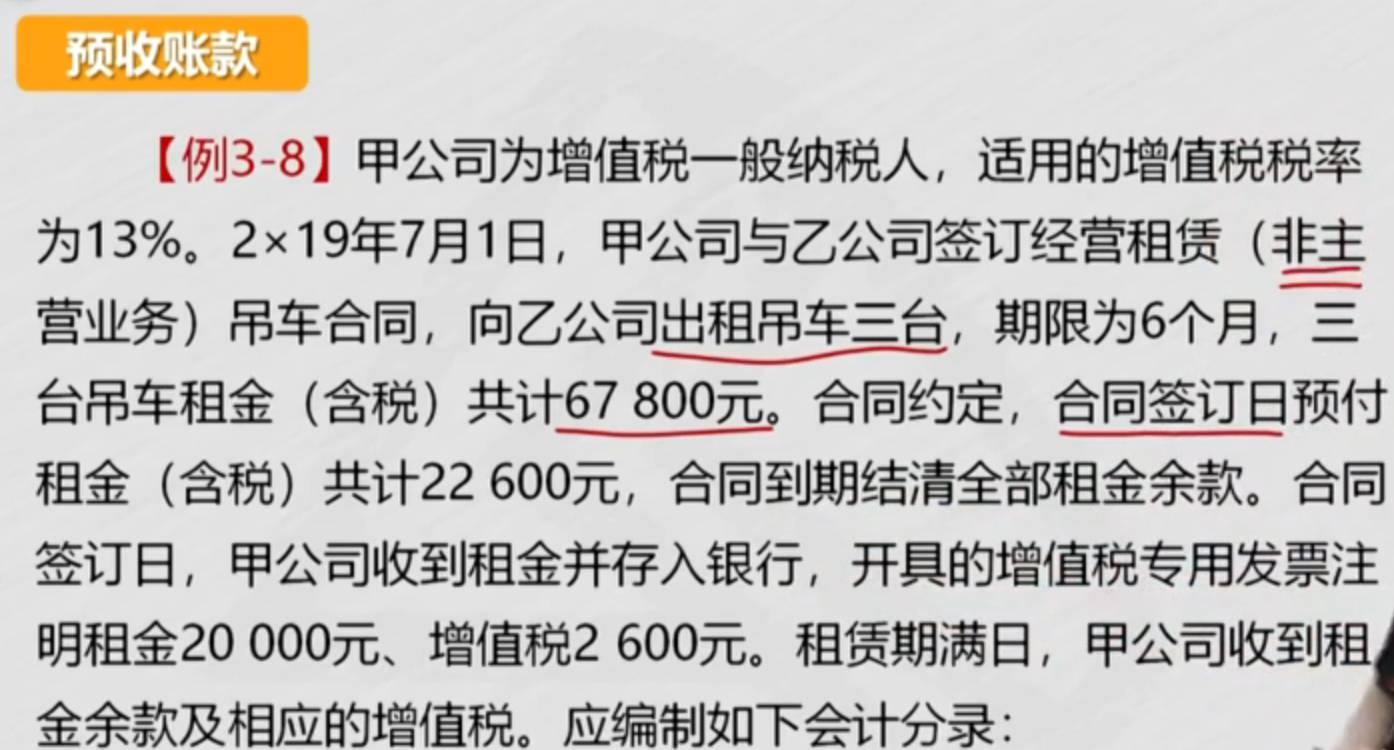 预收账款
【例3-8】甲公司为增值税一般纳税人，适用的增值税税率
为13%。2×19年7月1日，甲公司与乙公司签订经营租赁（非主
营业务）吊车合同，向乙公司出租吊车三台，期限为6个月，三
台吊车租金（含税）共计67 800元。合同约定，合同签订日预付
租金（含税）共计22 600元，合同到期结清全部租金余款。合同
签订日，甲公司收到租金并存入银行，开具的增值税专用发票注
明租金20 000元、增值税2 600元。租赁期满日，甲公司收到租
金余款及相应的增值税。应编制如下会计分录：